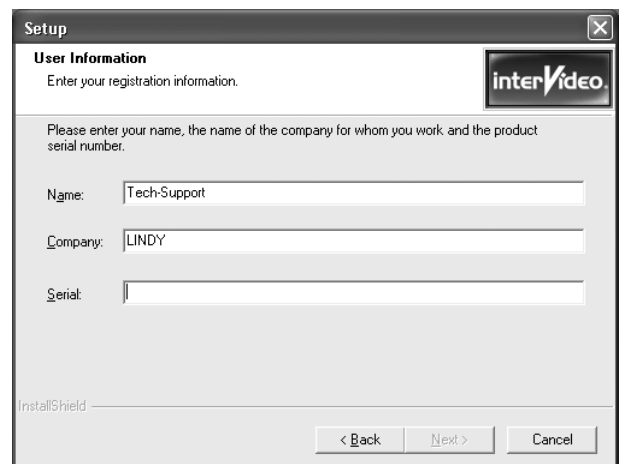 Setup
User Information
Enter your registration information.
interVideo.
Please enter your name, the name of the company for whom you work and the product
serial number.
Name: Tech-Support
Company: LINDY
Serial:
InstallShield
< Back Next > Cancel